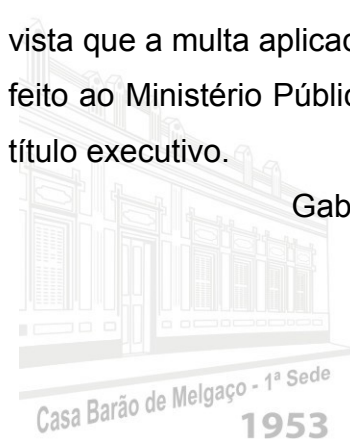 vista que a multa aplicad
feito ao Ministério Públic
título executivo.
Gab
Casa Barão de Melgaço - 1ª Sede
1953